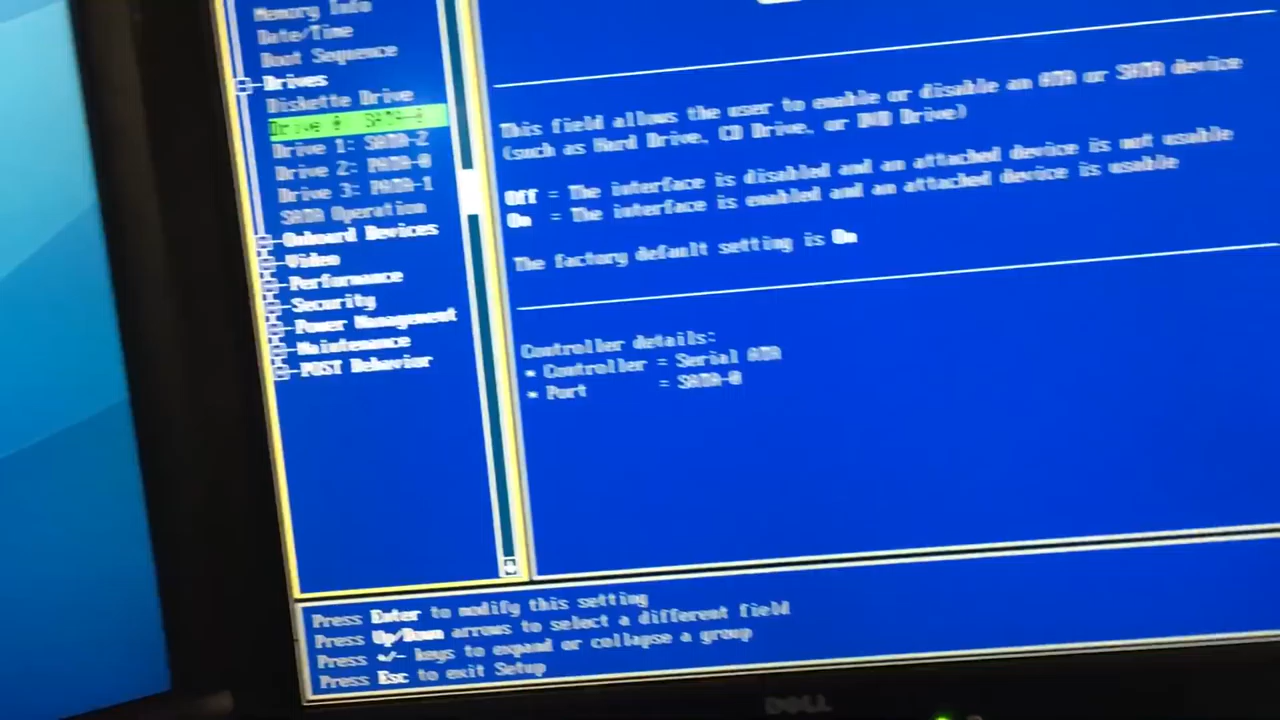 Memory Info
Date/Time
Boot Sequence
Drives
Diskette Drive
Drive 0 SATA-0
Drive 1: SATA-2
Drive 2: PATA-0
Drive 3: PATA-1
SATA Operation
Onboard Devices
Video
Performance
Security
Power Management
Maintenance
POST Behavior
This field allows the user to enable or disable an ATA or SATA device
(such as Hard Drive, CD Drive, or DVD Drive)
Off = The interface is disabled and an attached device is not usable
On = The interface is enabled and an attached device is usable
The factory default setting is On
Controller details:
* Controller = Serial ATA
* Port = SATA-0
Press Enter to modify this setting
Press Up/Down arrows to select a different field
Press +/- keys to expand or collapse a group
Press Esc to exit Setup
DELL